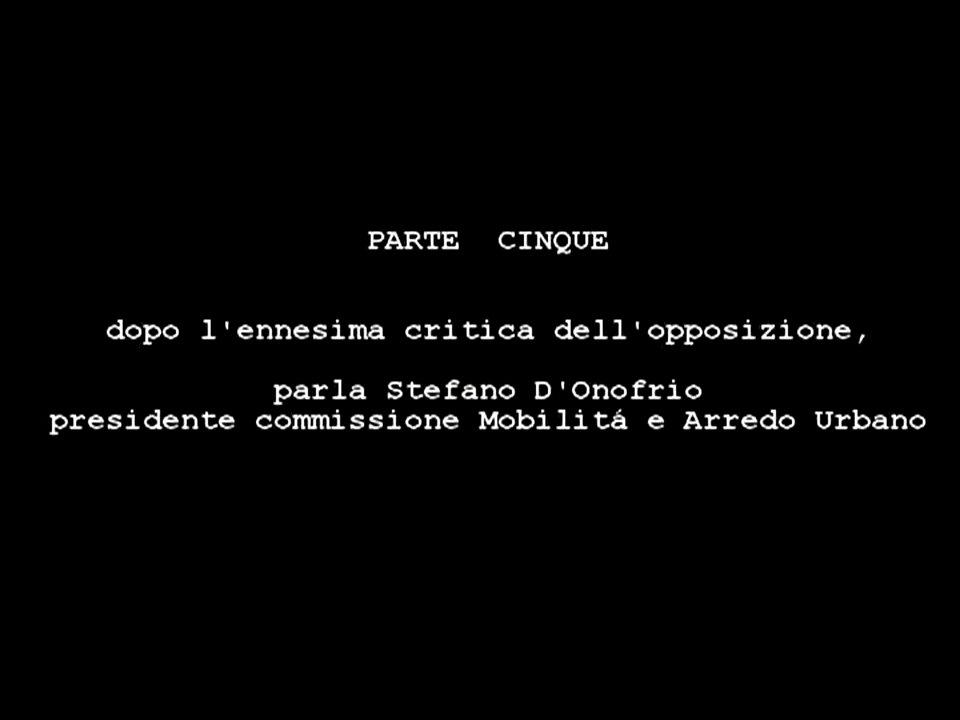 PARTE CINQUE
dopo l'ennesima critica dell'opposizione,
parla Stefano D'Onofrio
presidente commissione Mobilitá e Arredo Urbano